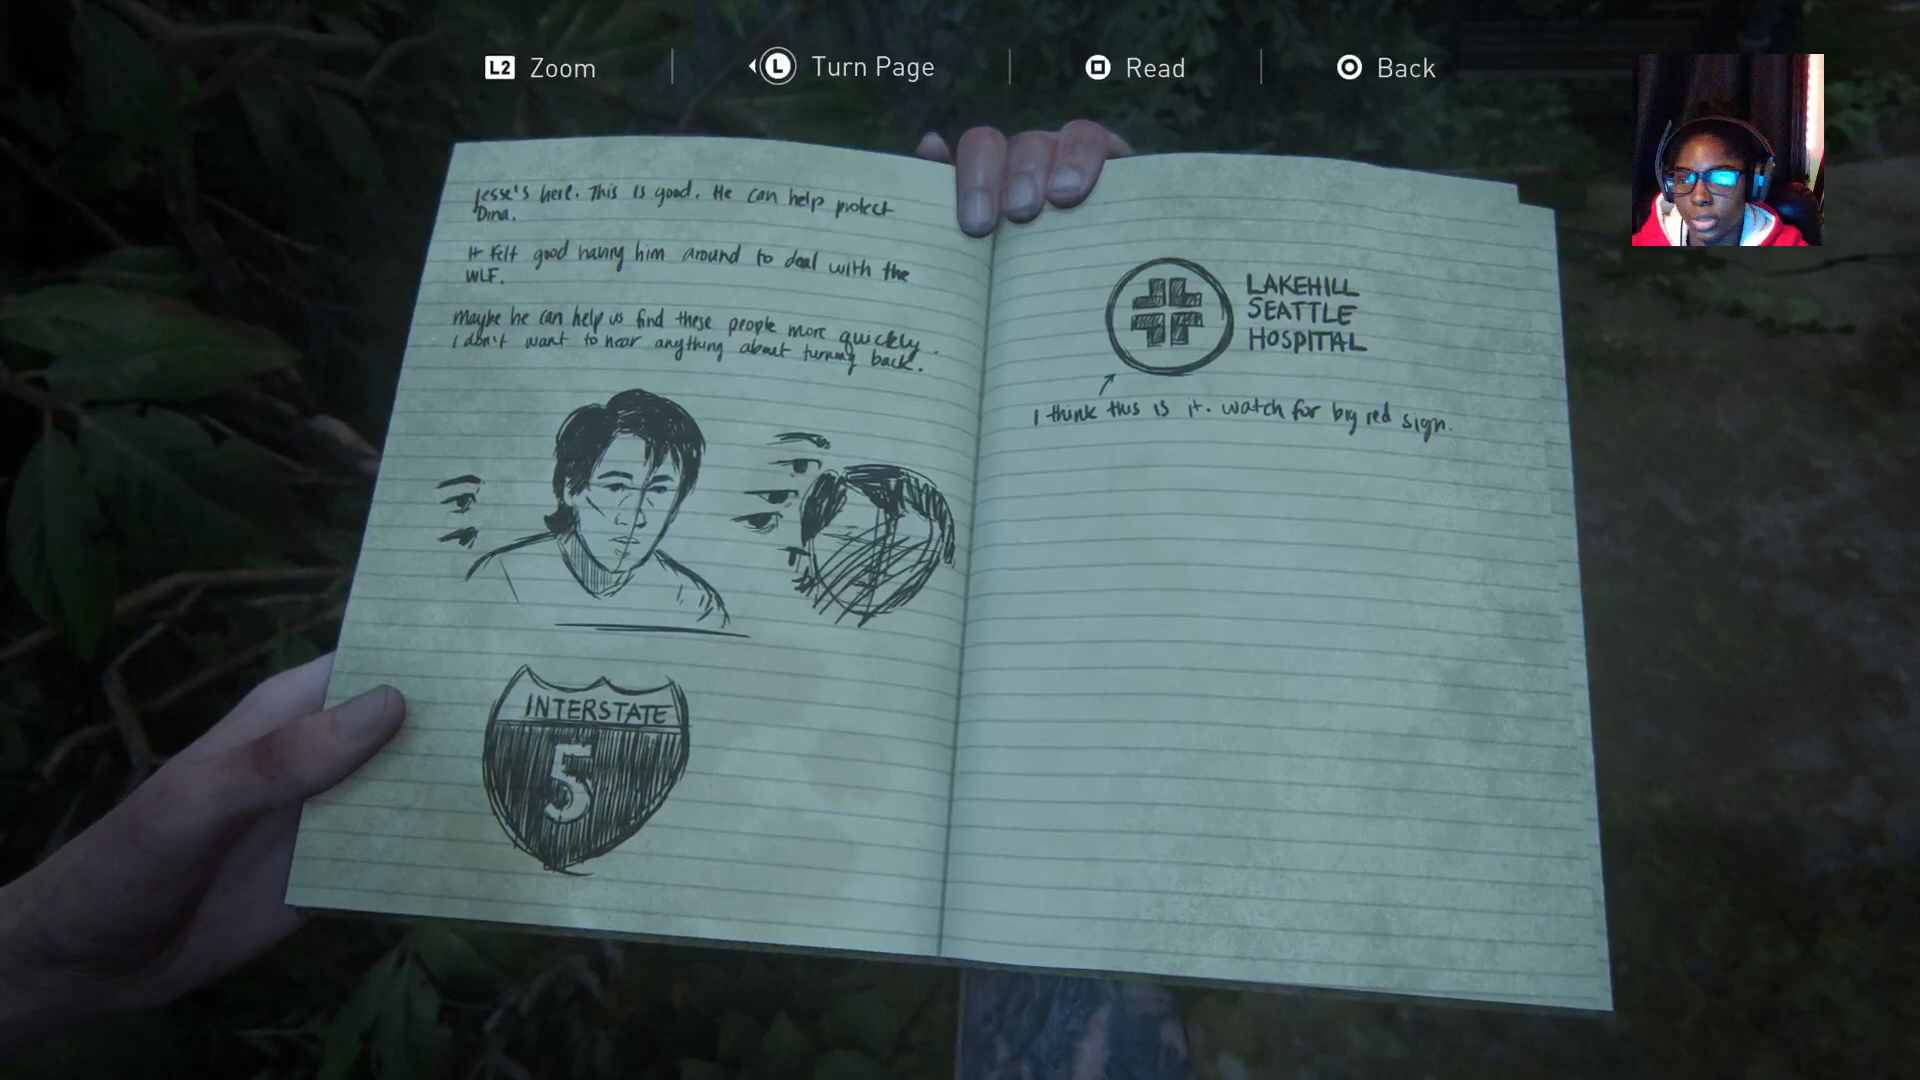 L2 Zoom
L Turn Page
Read
Back
Jesse's here. This is good. He can help protect
Dina.
It felt good having him around to deal with the
WLF.
Maybe he can help us find these people more quickly.
I don't want to hear anything about turning back.
INTERSTATE
5
LAKEHILL
SEATTLE
HOSPITAL
I think this is it. watch for big red sign.